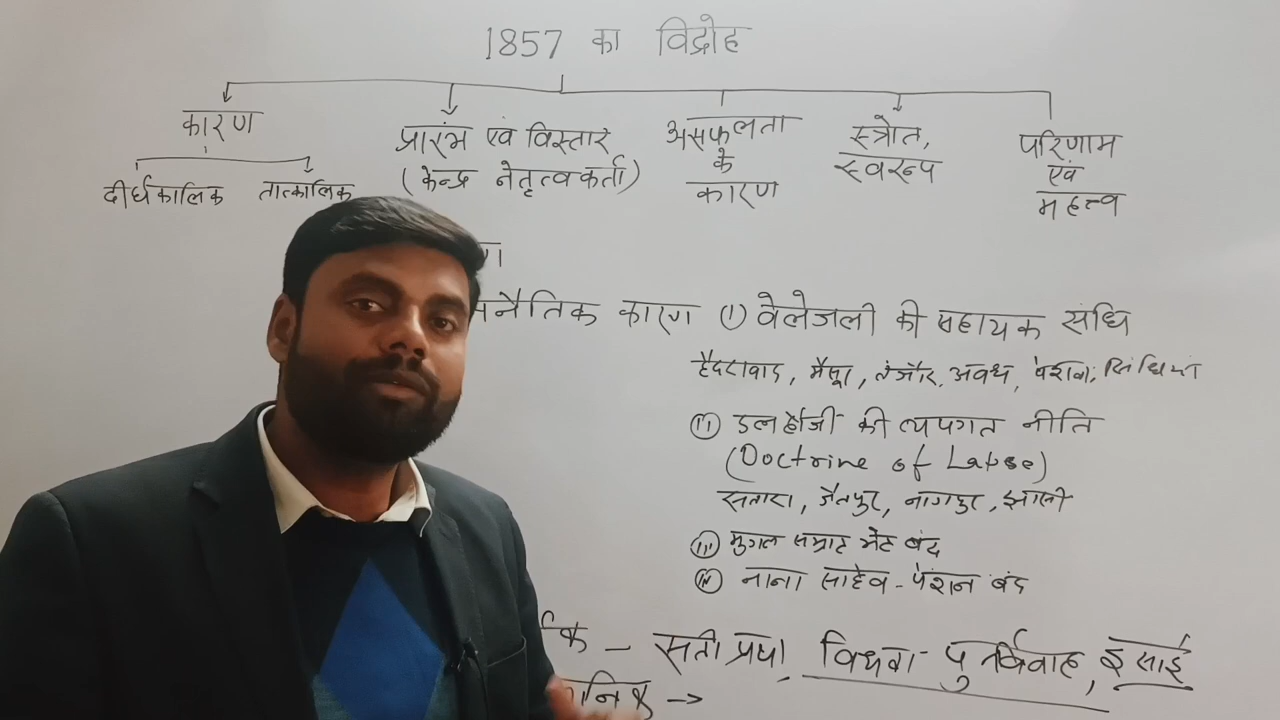 1857 का विद्रोह
कारण
दीर्घकालिक तात्कालिक
प्रारंभ एवं विस्तार
(केन्द्र नेतृत्वकर्ता)
असफलता
के
कारण
स्त्रोत,
स्वरूप
परिणाम
एवं
महत्त्व
नैतिक कारण (i) वेलेजली की सहायक संधि
हैदराबाद, मैसूर, तंजौर, अवध, पेशवा, सिंधिया
(ii) डलहौजी की व्यपगत नीति
(Doctrine of Lapse)
सतारा, जैतपुर, नागपुर, झाँसी
(iii) मुगल सम्राट भेंट बंद
(iv) नाना साहेव - पेंशन बंद
र्क – सती प्रथा, विधवा पुनर्विवाह, इसाई
निक →